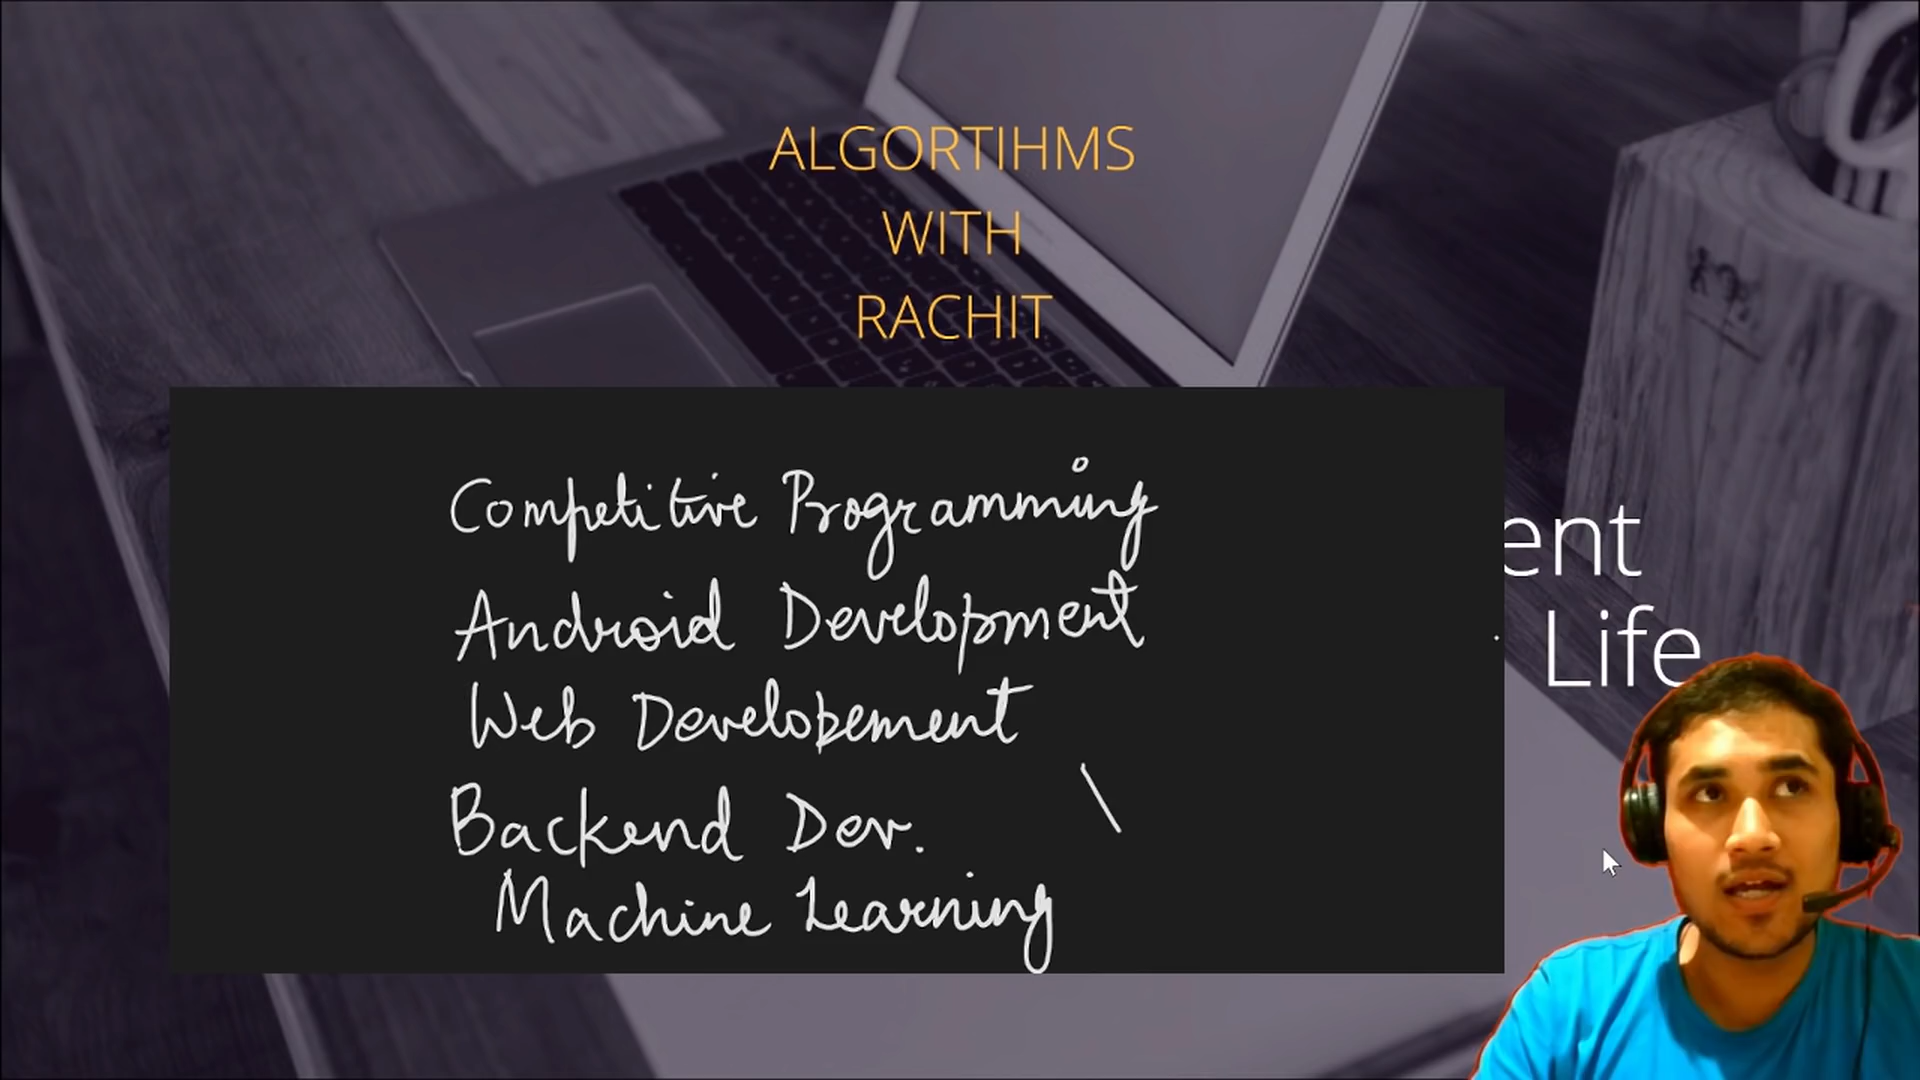 ALGORTIHMS
WITH
RACHIT
Competitive Programming
Android Development
Web Developement
Backend Dev.
Machine Learning
ent
Life